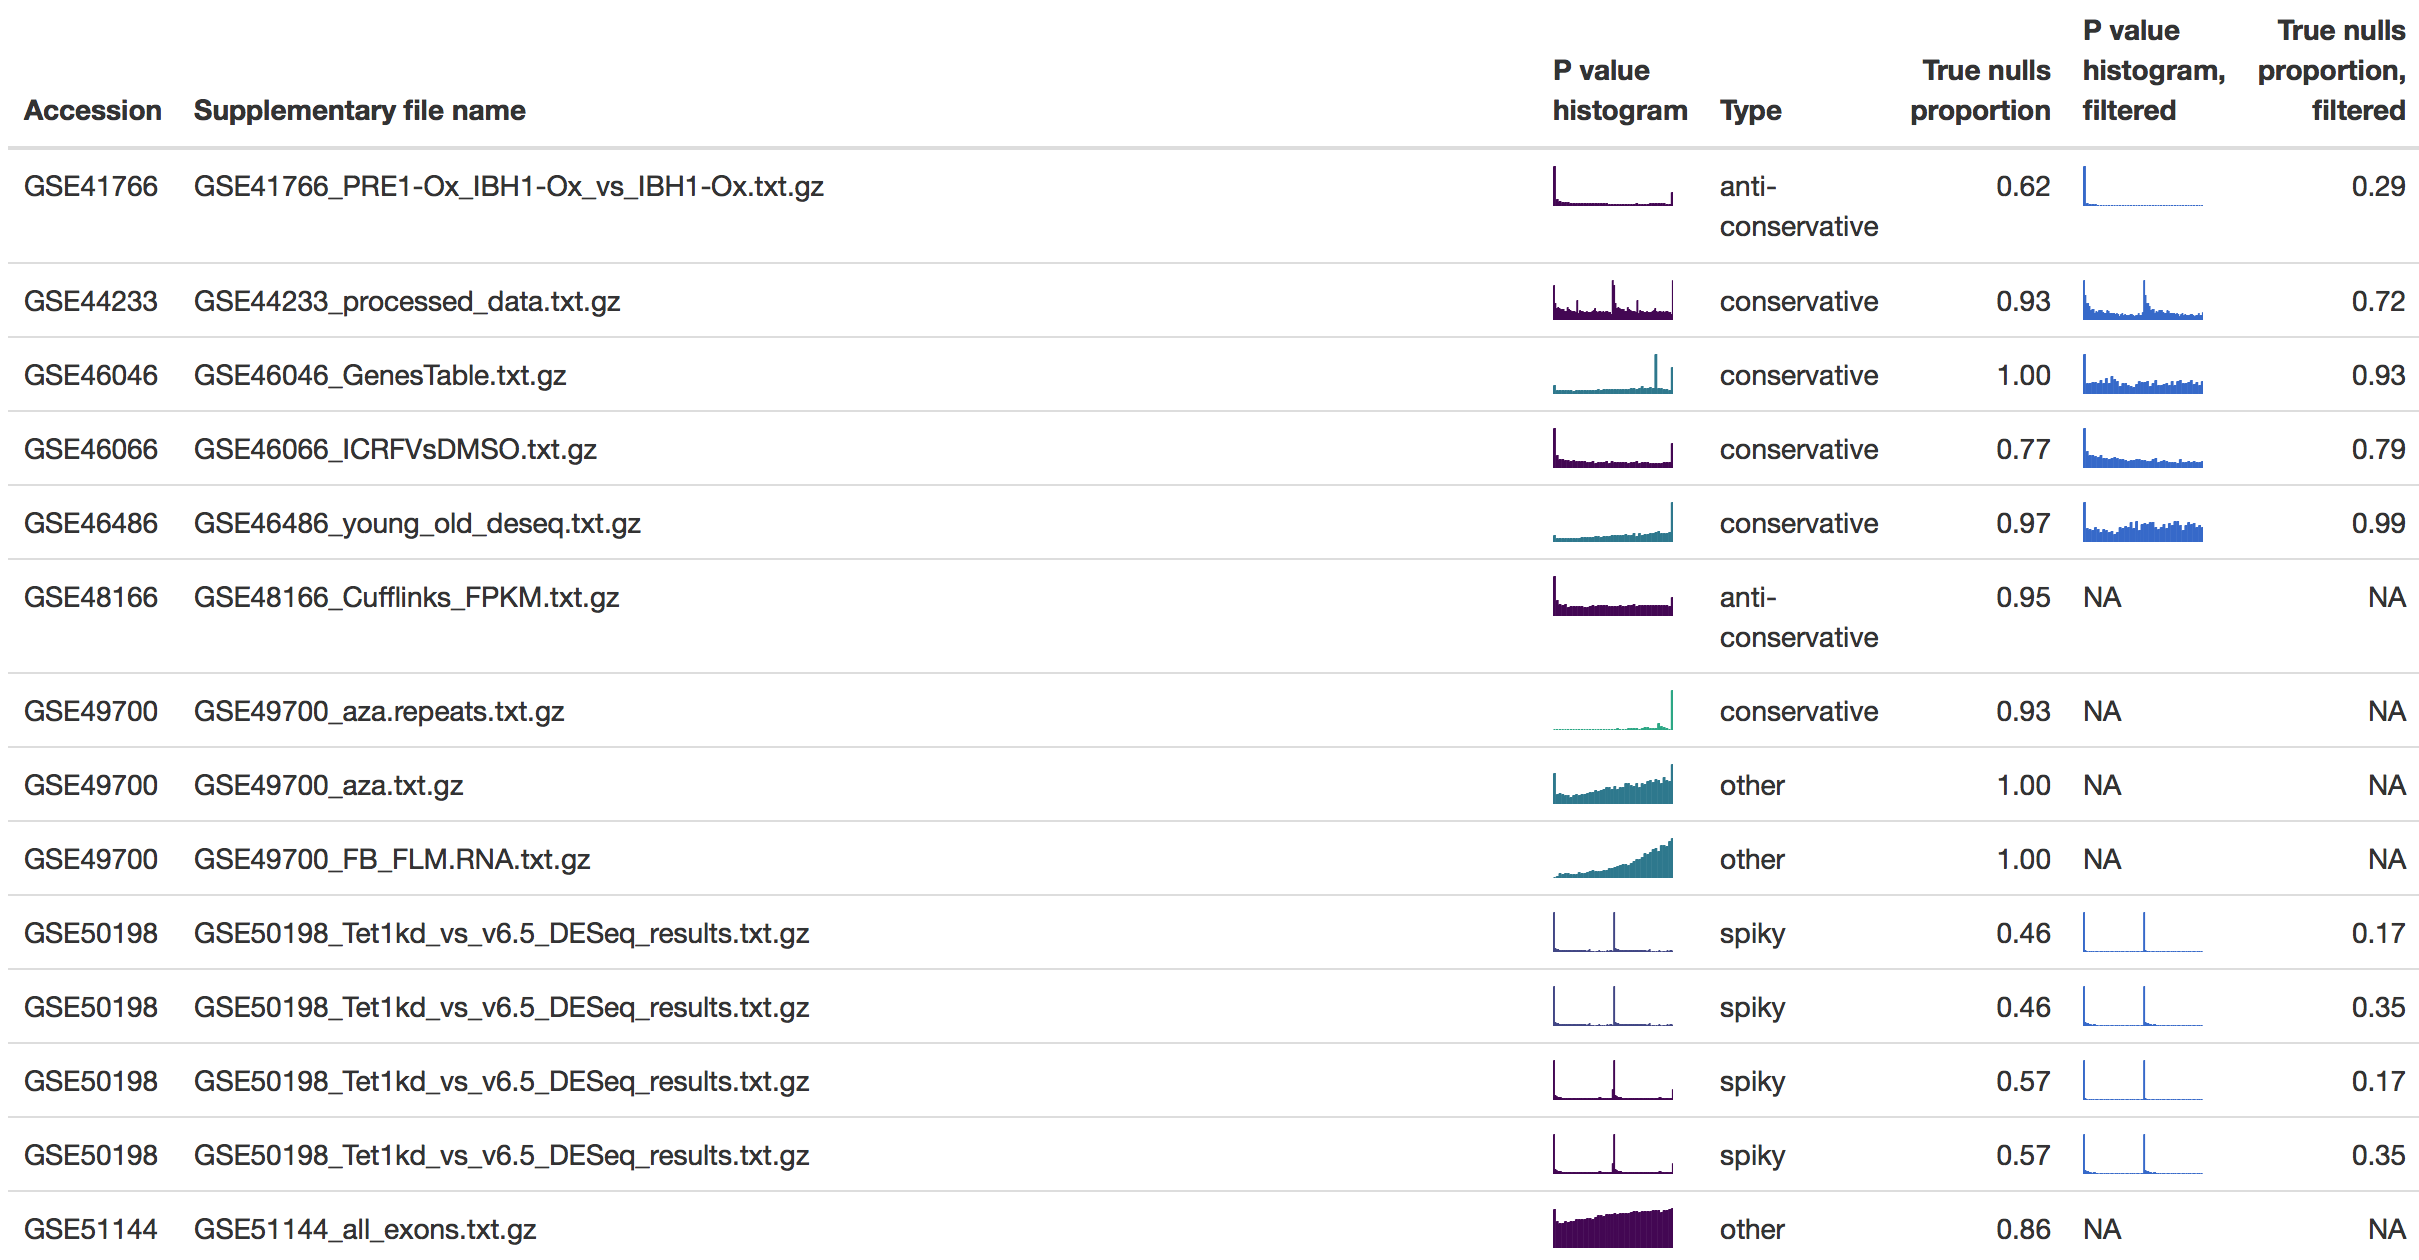 Accession Supplementary file name P value histogram Type True nulls proportion P value histogram, filtered True nulls proportion, filtered
GSE41766 GSE41766_PRE1-Ox_IBH1-Ox_vs_IBH1-Ox.txt.gz anti-conservative 0.62 0.29
GSE44233 GSE44233_processed_data.txt.gz conservative 0.93 0.72
GSE46046 GSE46046_GenesTable.txt.gz conservative 1.00 0.93
GSE46066 GSE46066_ICRFVsDMSO.txt.gz conservative 0.77 0.79
GSE46486 GSE46486_young_old_deseq.txt.gz conservative 0.97 0.99
GSE48166 GSE48166_Cufflinks_FPKM.txt.gz anti-conservative 0.95 NA NA
GSE49700 GSE49700_aza.repeats.txt.gz conservative 0.93 NA NA
GSE49700 GSE49700_aza.txt.gz other 1.00 NA NA
GSE49700 GSE49700_FB_FLM.RNA.txt.gz other 1.00 NA NA
GSE50198 GSE50198_Tet1kd_vs_v6.5_DESeq_results.txt.gz spiky 0.46 0.17
GSE50198 GSE50198_Tet1kd_vs_v6.5_DESeq_results.txt.gz spiky 0.46 0.35
GSE50198 GSE50198_Tet1kd_vs_v6.5_DESeq_results.txt.gz spiky 0.57 0.17
GSE50198 GSE50198_Tet1kd_vs_v6.5_DESeq_results.txt.gz spiky 0.57 0.35
GSE51144 GSE51144_all_exons.txt.gz other 0.86 NA NA